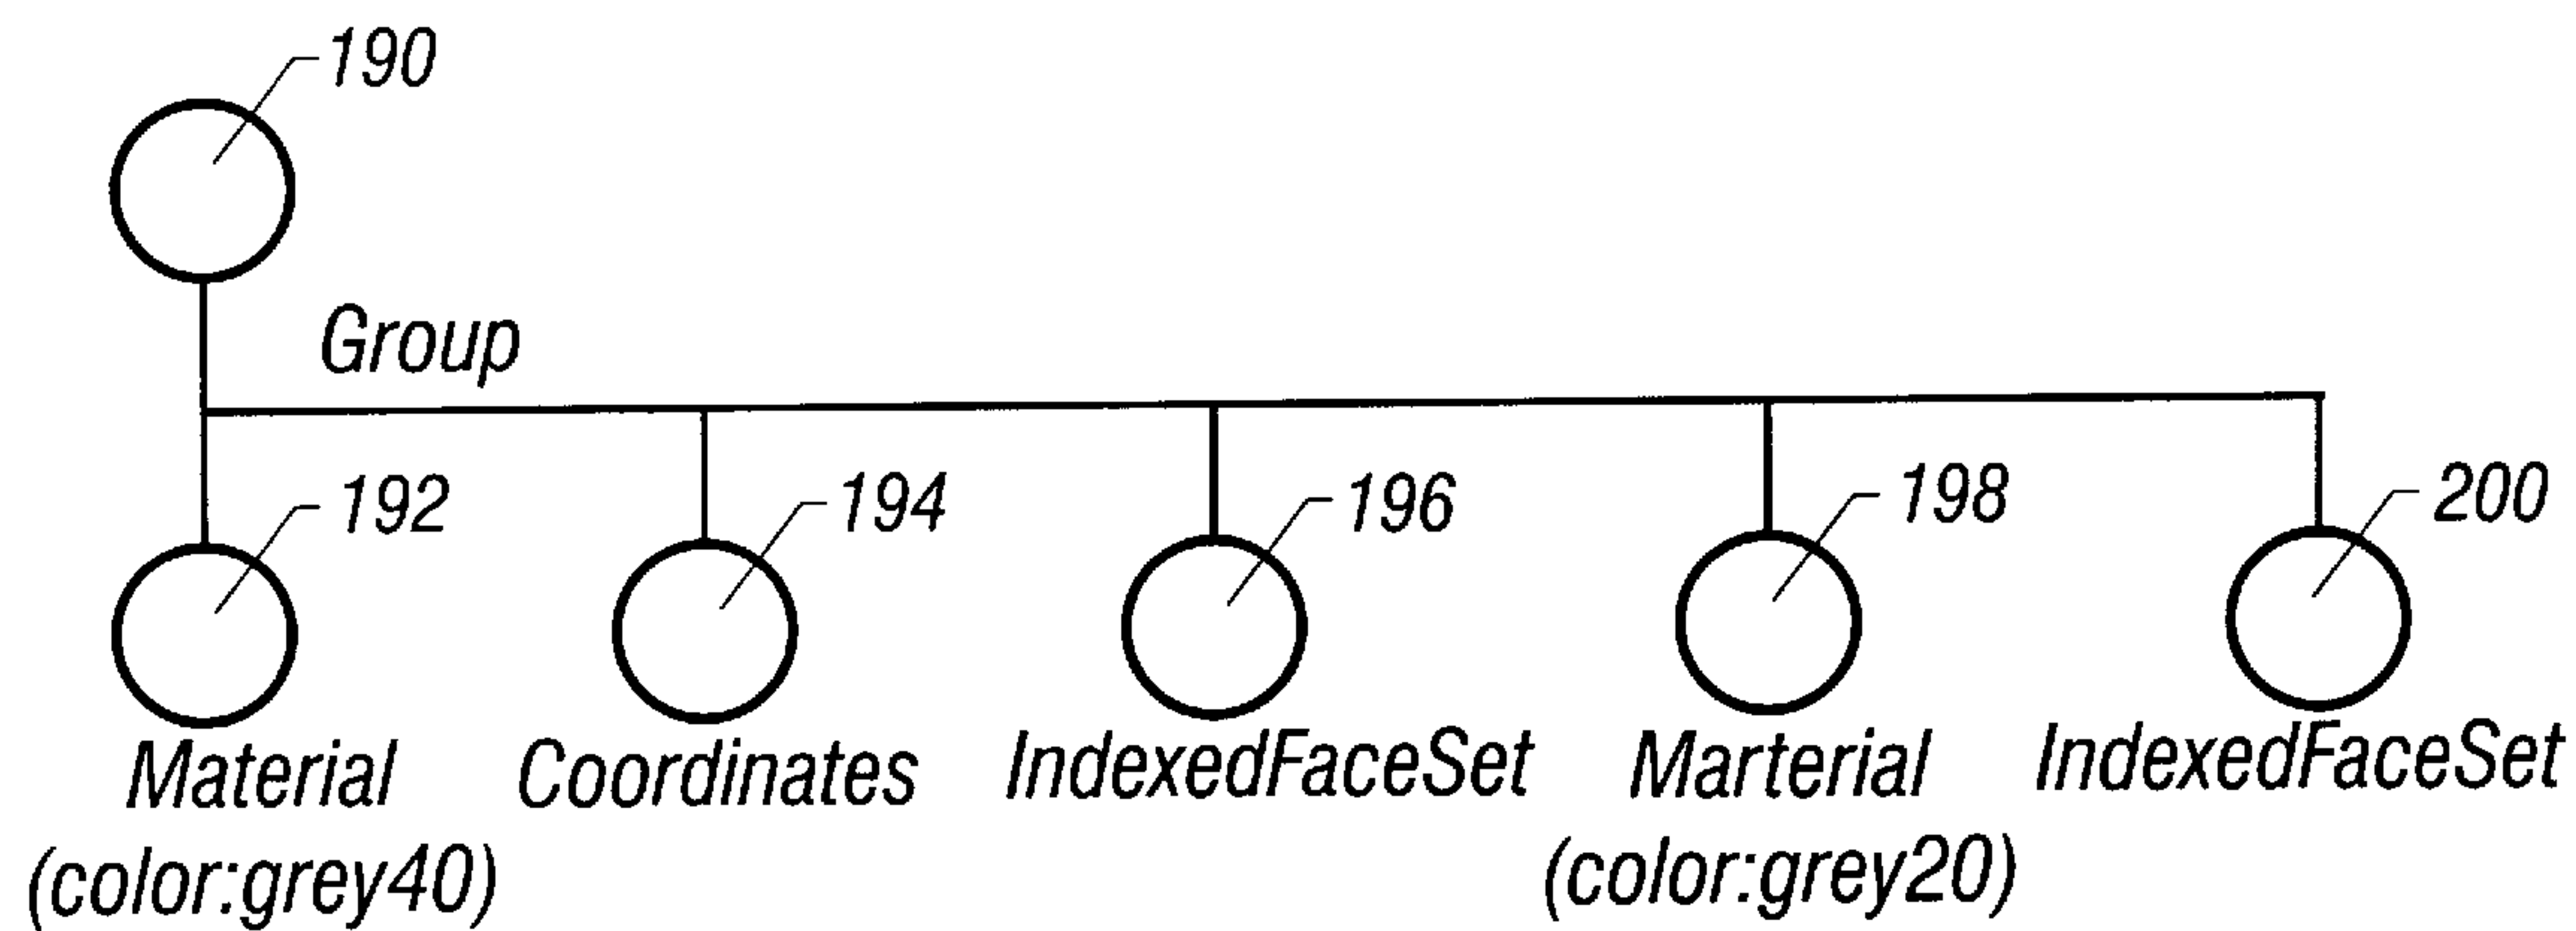 190
Group
192
194
196
198
200
Material
(color:grey40)
Coordinates
IndexedFaceSet
Marterial
(color:grey20)
IndexedFaceSet